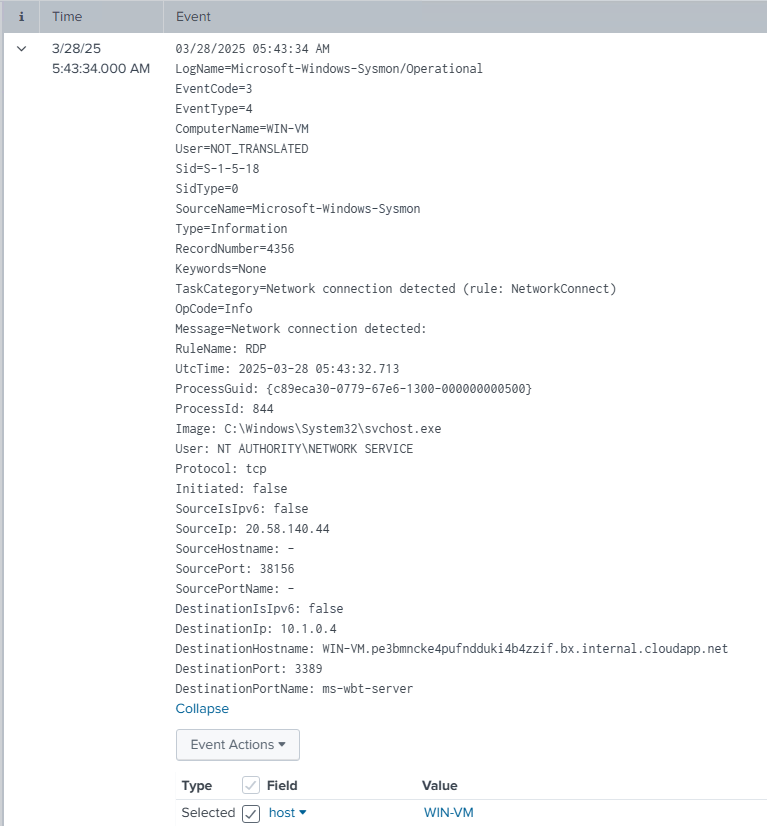 i Time Event
3/28/25 03/28/2025 05:43:34 AM
5:43:34.000 AM LogName=Microsoft-Windows-Sysmon/Operational
EventCode=3
EventType=4
ComputerName=WIN-VM
User=NOT_TRANSLATED
Sid=S-1-5-18
SidType=0
SourceName=Microsoft-Windows-Sysmon
Type=Information
RecordNumber=4356
Keywords=None
TaskCategory=Network connection detected (rule: NetworkConnect)
OpCode=Info
Message=Network connection detected:
RuleName: RDP
UtcTime: 2025-03-28 05:43:32.713
ProcessGuid: {c89eca30-0779-67e6-1300-000000000500}
ProcessId: 844
Image: C:\Windows\System32\svchost.exe
User: NT AUTHORITY\NETWORK SERVICE
Protocol: tcp
Initiated: false
SourceIsIpv6: false
SourceIp: 20.58.140.44
SourceHostname: -
SourcePort: 38156
SourcePortName: -
DestinationIsIpv6: false
DestinationIp: 10.1.0.4
DestinationHostname: WIN-VM.pe3bmncke4pufndduki4b4zzif.bx.internal.cloudapp.net
DestinationPort: 3389
DestinationPortName: ms-wbt-server
Collapse
Event Actions
Type Field Value
Selected host WIN-VM